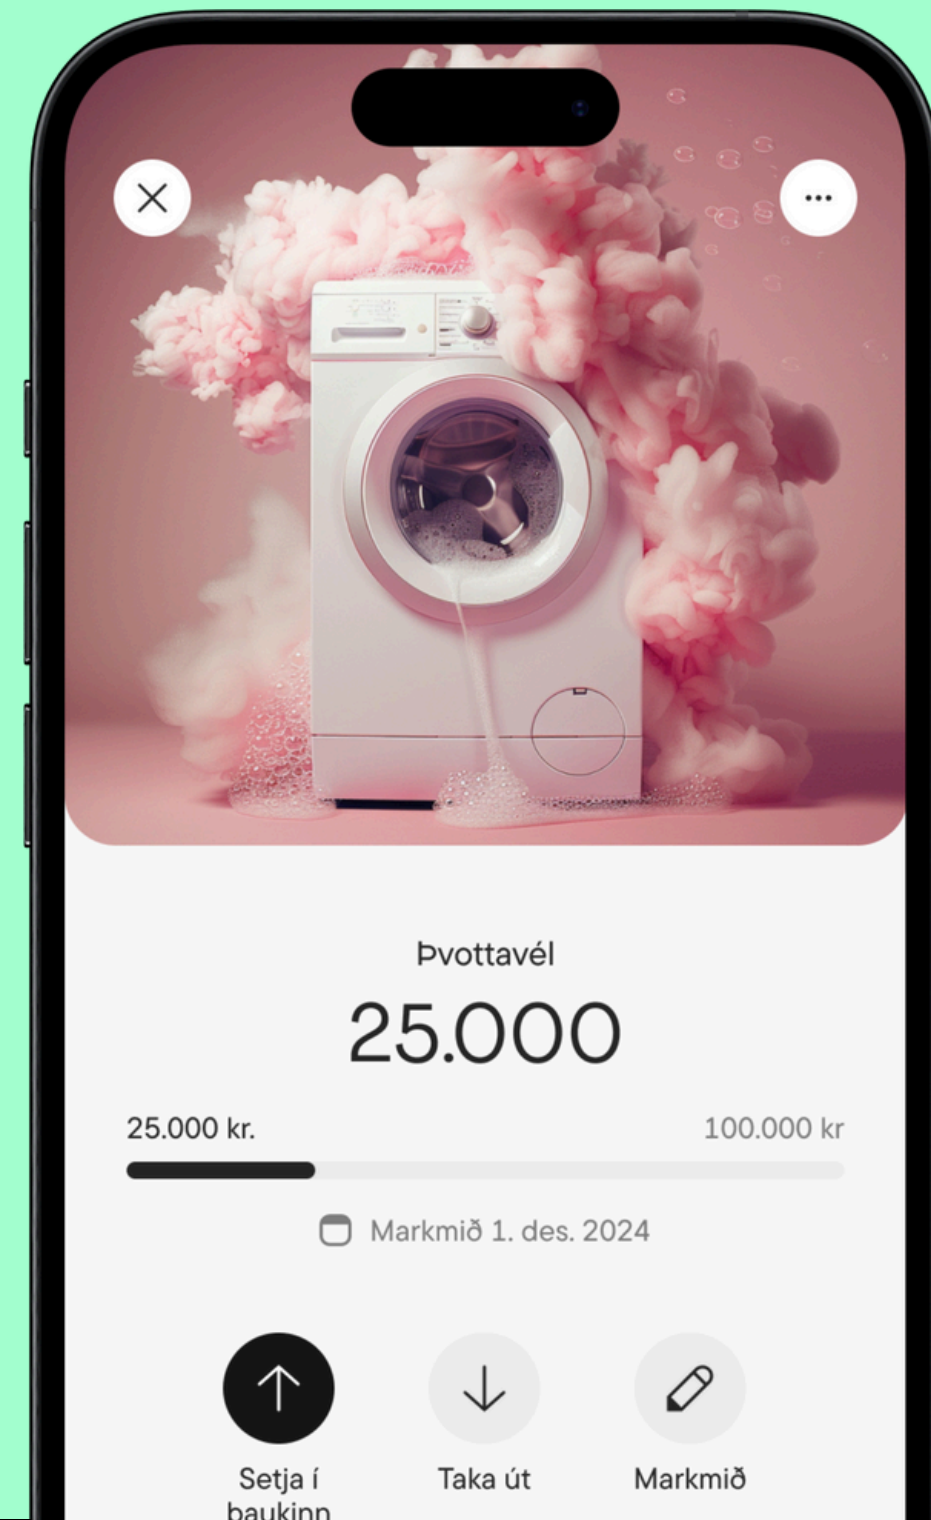 Þvottavél
25.000
25.000 kr.
100.000 kr
Markmið 1. des. 2024
Setja í
baukinn
Taka út
Markmið